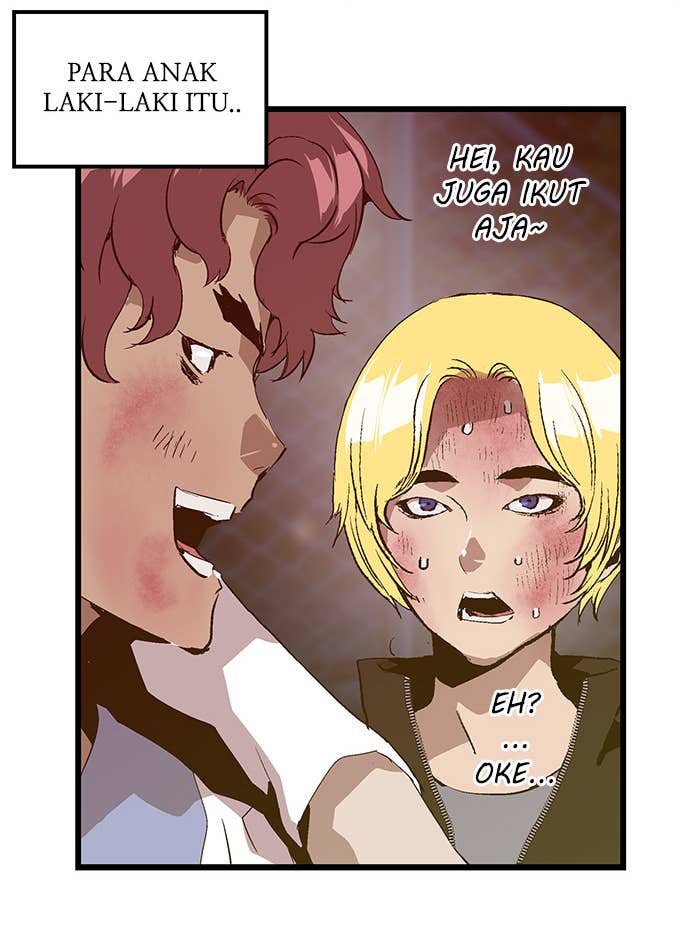 PARA ANAK
LAKI-LAKI ITU..
HEI, KAU
JUGA IKUT
AJA~
EH?
...
OKE...